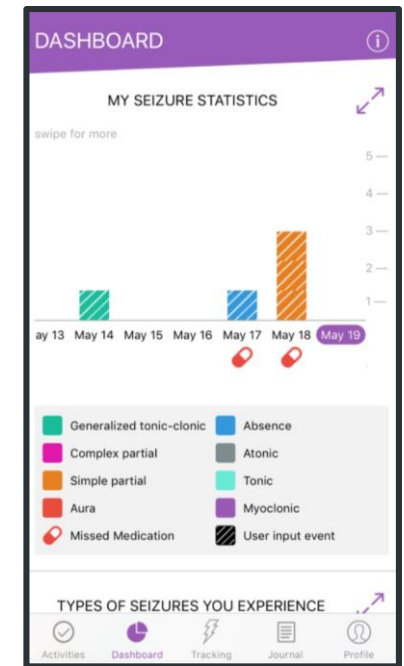 DASHBOARD
MY SEIZURE STATISTICS
swipe for more
5
4
3
2
1
ay 13 May 14 May 15 May 16 May 17 May 18 May 19
Generalized tonic-clonic Absence
Complex partial Atonic
Simple partial Tonic
Aura Myoclonic
Missed Medication User input event
TYPES OF SEIZURES YOU EXPERIENCE
Activities Dashboard Tracking Journal Profile